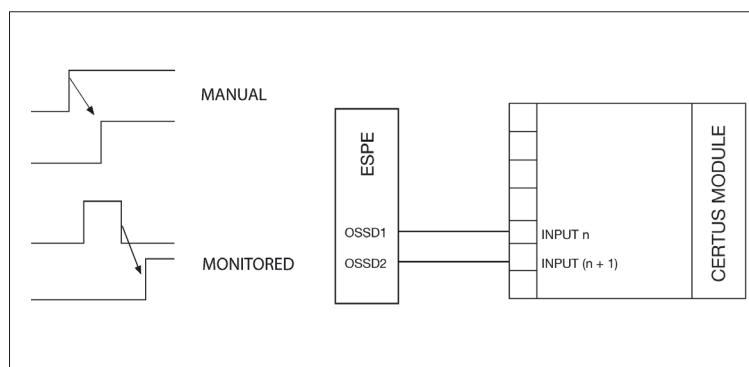 MANUAL
MONITORED
ESPE
OSSD1
OSSD2
INPUT n
INPUT (n + 1)
CERTUS MODULE